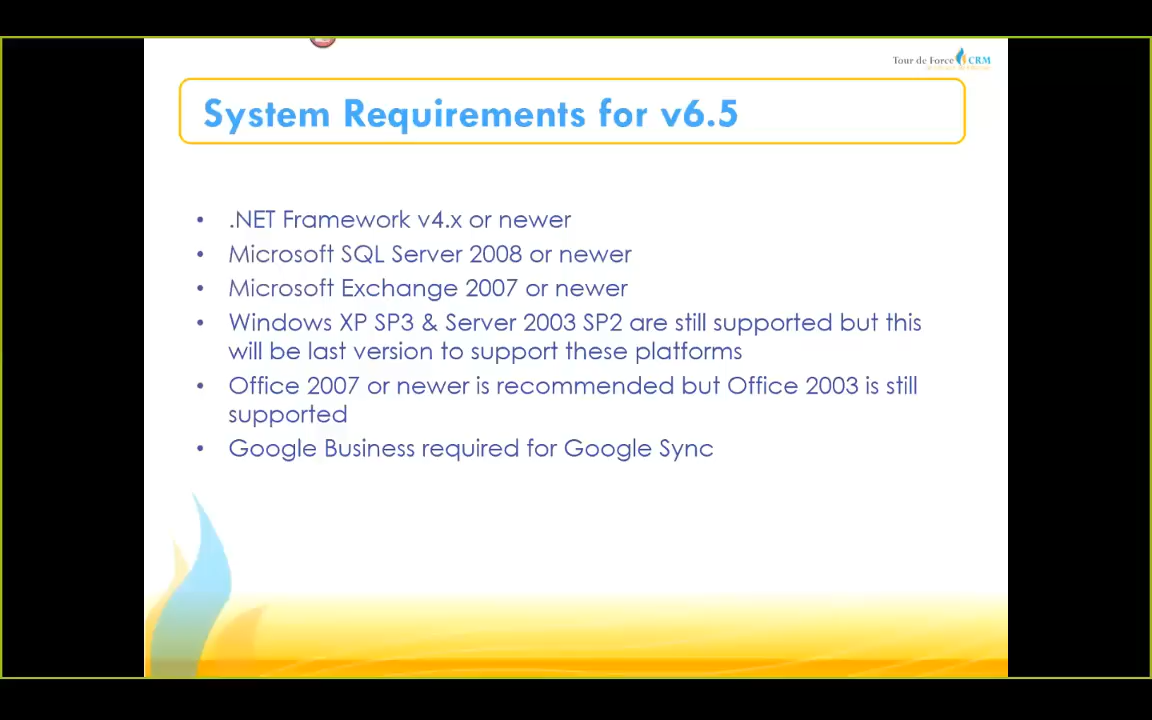 Tour de Force CRM
System Requirements for v6.5
• .NET Framework v4.x or newer
• Microsoft SQL Server 2008 or newer
• Microsoft Exchange 2007 or newer
• Windows XP SP3 & Server 2003 SP2 are still supported but this
will be last version to support these platforms
• Office 2007 or newer is recommended but Office 2003 is still
supported
• Google Business required for Google Sync